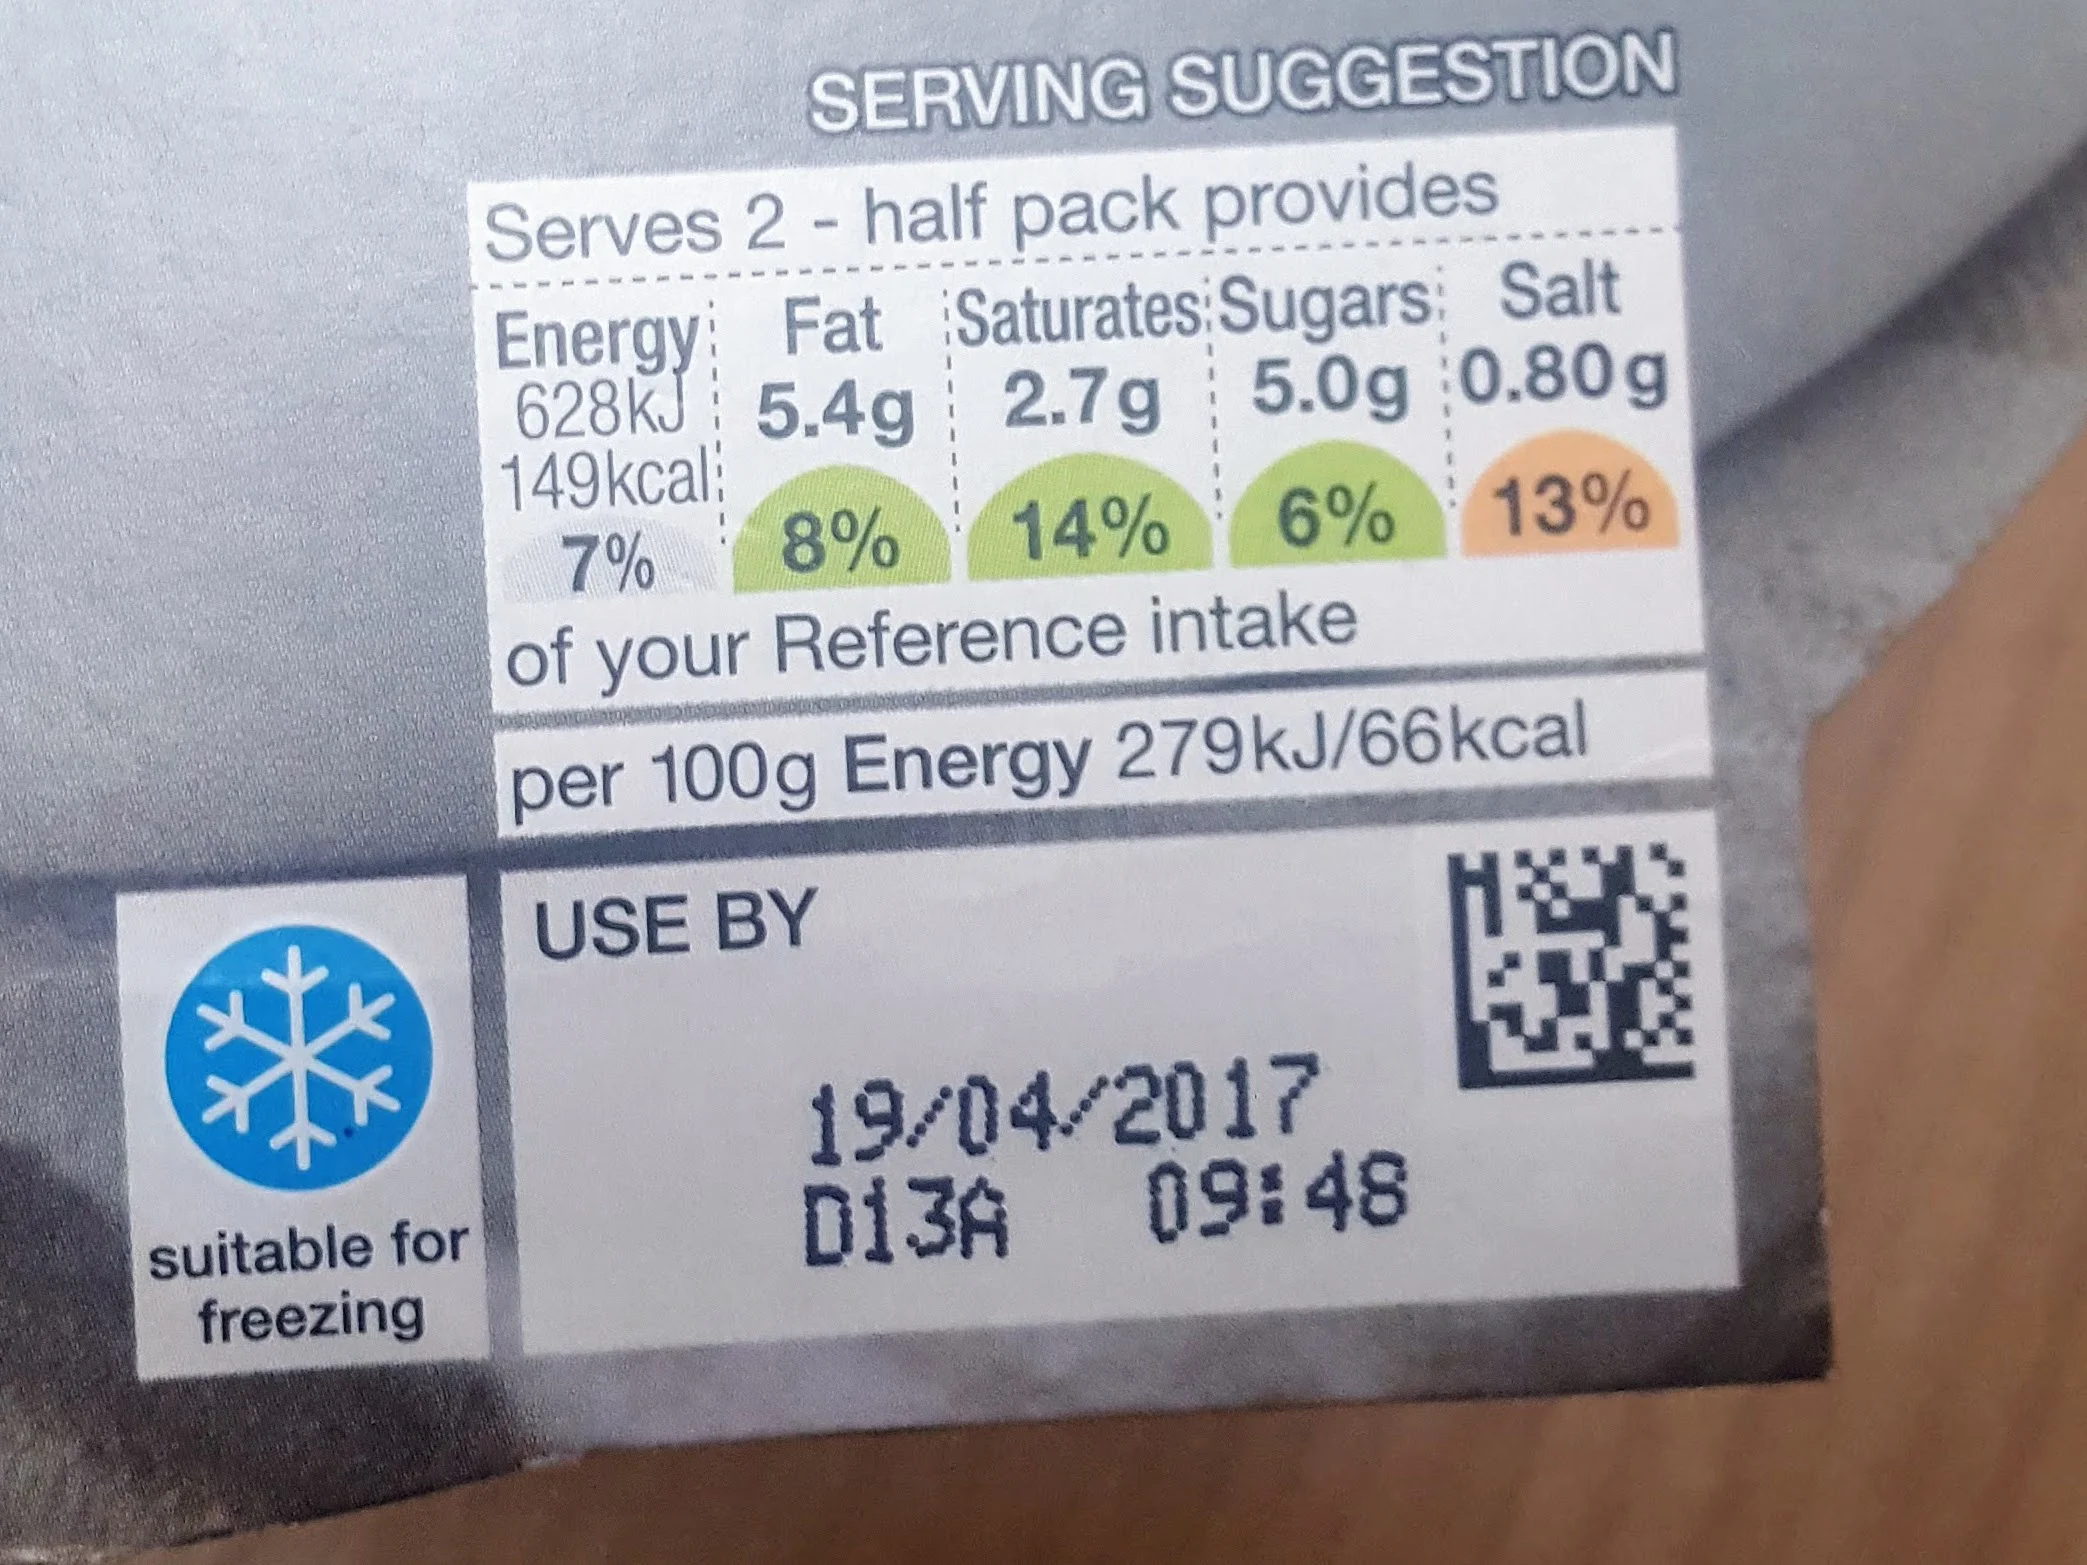 SERVING SUGGESTION
Serves 2 - half pack provides
Energy Fat Saturates Sugars Salt
628kJ 5.4g 2.7g 5.0g 0.80g
149kcal
7% 8% 14% 6% 13%
of your Reference intake
per 100g Energy 279kJ/66kcal
USE BY
19/04/2017
D13A 09:48
suitable for
freezing